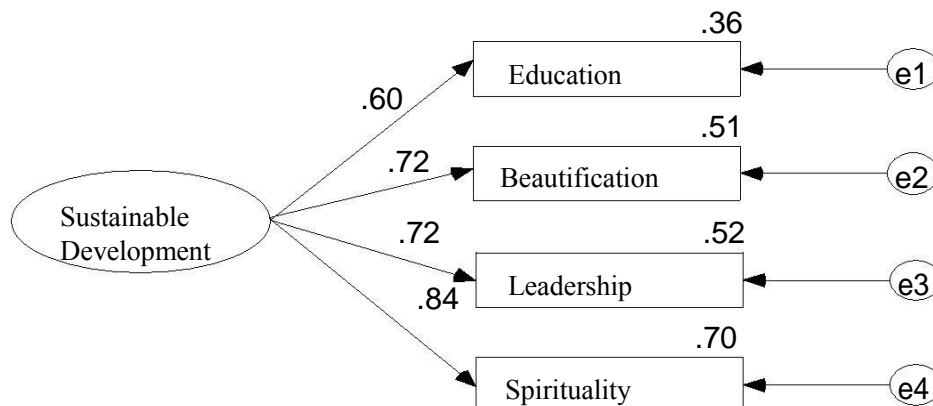 .36
Education
e1
.60
.51
.72
Beautification
e2
Sustainable
Development
.72
.52
Leadership
e3
.84
.70
Spirituality
e4